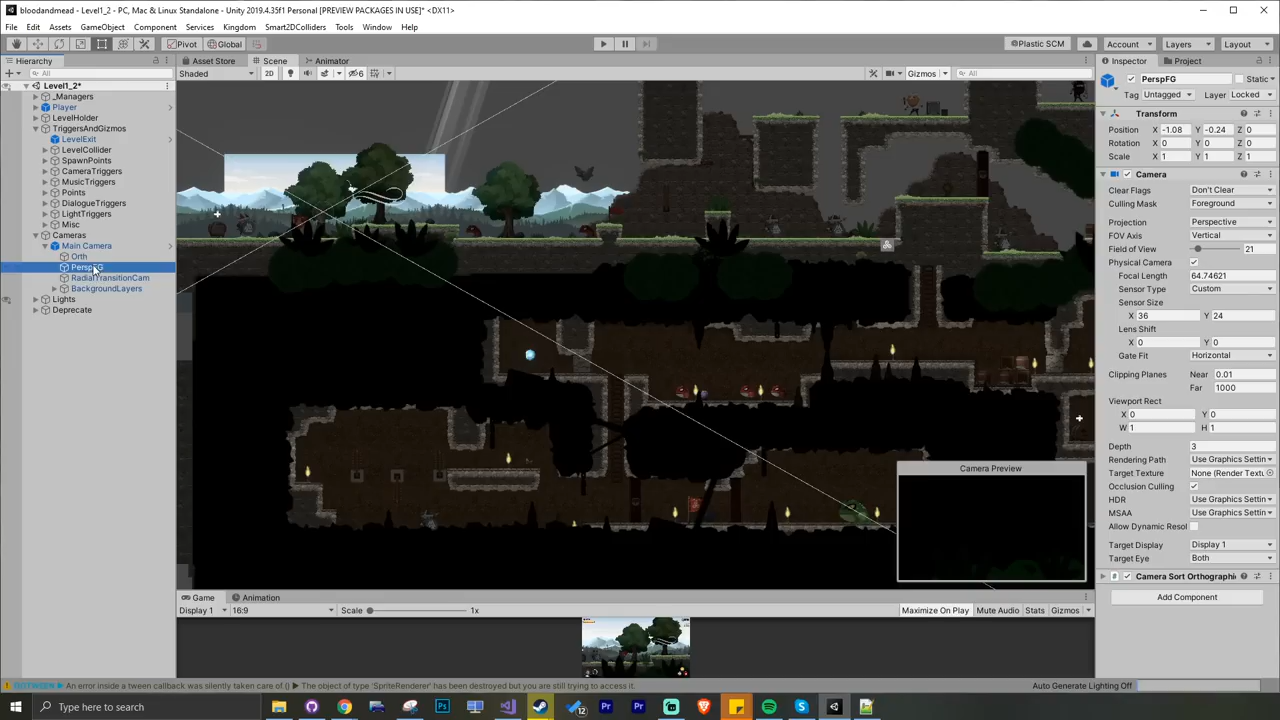 bloodandmead - Level1_2 - PC, Mac & Linux Standalone - Unity 2019.4.35f1 Personal [PREVIEW PACKAGES IN USE]* <DX11>
File Edit Assets GameObject Component Services Kingdom Smart2DColliders Tools Window Help
Pivot Global Plastic SCM Account Layers Layout
Hierarchy
All
Level1_2*
_Managers
Player
LevelHolder
TriggersAndGizmos
LevelExit
LevelCollider
SpawnPoints
CameraTriggers
MusicTriggers
Points
DialogueTriggers
LightTriggers
Misc
Cameras
Main Camera
Orth
PerspFG
RadialTransitionCam
BackgroundLayers
Lights
Deprecate
Asset Store Scene Animator
Shaded 2D 6 Gizmos All
Camera Preview
Game Animation
Display 1 16:9 Scale 1x Maximize On Play Mute Audio Stats Gizmos
Inspector Project
PerspFG Static
Tag Untagged Layer Locked
Transform
Position X -1.08 Y -0.24 Z 0
Rotation X 0 Y 0 Z 0
Scale X 1 Y 1 Z 1
Camera
Clear Flags Don't Clear
Culling Mask Foreground
Projection Perspective
FOV Axis Vertical
Field of View 21
Physical Camera
Focal Length 64.74621
Sensor Type Custom
Sensor Size
X 36 Y 24
Lens Shift
X 0 Y 0
Gate Fit Horizontal
Clipping Planes Near 0.01
Far 1000
Viewport Rect
X 0 Y 0
W 1 H 1
Depth 3
Rendering Path Use Graphics Settin
Target Texture None (Render Textu
Occlusion Culling
HDR Use Graphics Settin
MSAA Use Graphics Settin
Allow Dynamic Resol
Target Display Display 1
Target Eye Both
Camera Sort Orthographic
Add Component
DOTWEEN ► An error inside a tween callback was silently taken care of () ► The object of type 'SpriteRenderer' has been destroyed but you are still trying to access it.
Auto Generate Lighting Off
Type here to search
12